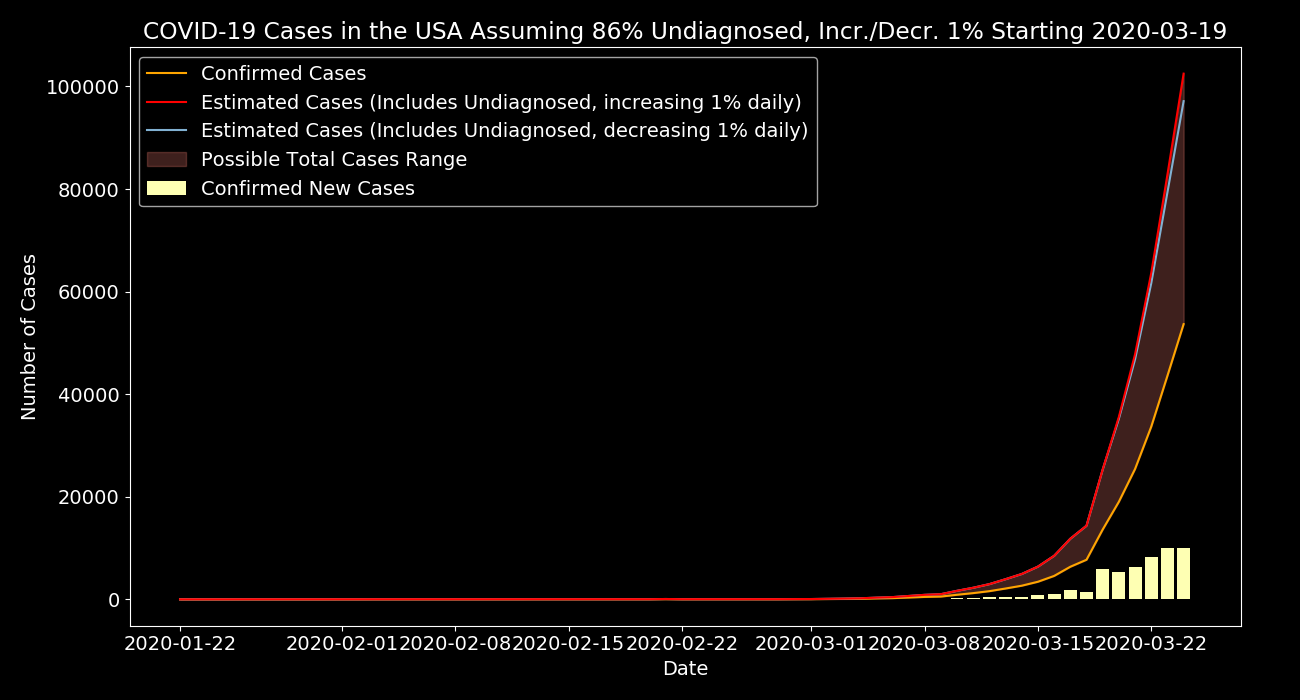 COVID-19 Cases in the USA Assuming 86% Undiagnosed, Incr./Decr. 1% Starting 2020-03-19
Confirmed Cases
Estimated Cases (Includes Undiagnosed, increasing 1% daily)
Estimated Cases (Includes Undiagnosed, decreasing 1% daily)
Possible Total Cases Range
Confirmed New Cases
Number of Cases
100000
80000
60000
40000
20000
0
2020-01-22 2020-02-01 2020-02-08 2020-02-15 2020-02-22 2020-03-01 2020-03-08 2020-03-15 2020-03-22
Date